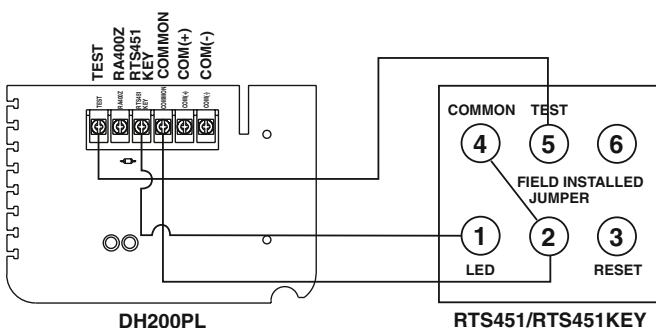 TEST
RA400Z
RTS451
KEY
COMMON
COM(+)
COM(-)
TEST
RA400Z
RTS451
KEY
COMMON
COM(+)
COM(-)
DH200PL
COMMON
TEST
4
5
6
FIELD INSTALLED
JUMPER
1
2
3
LED
RESET
RTS451/RTS451KEY